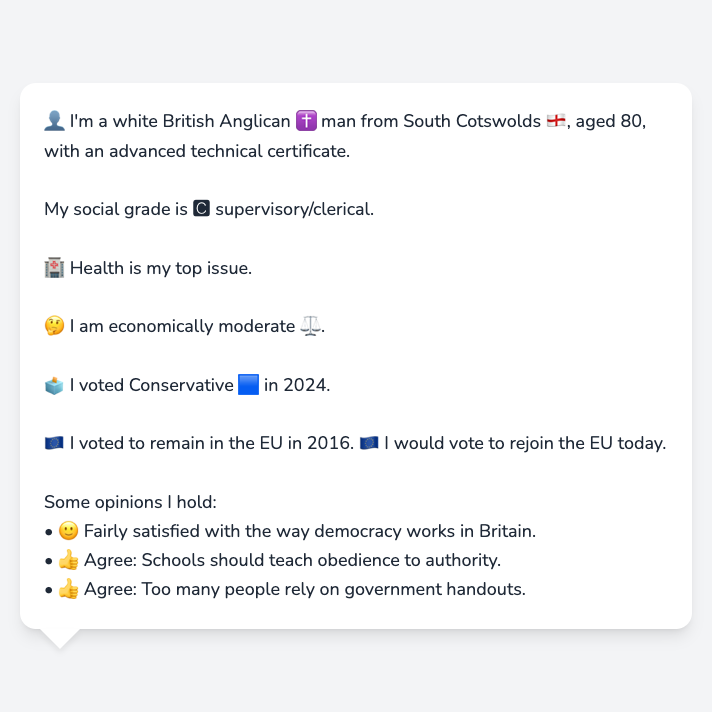 👤 I'm a white British Anglican ✝️ man from South Cotswolds 🏴󠁧󠁢󠁥󠁮󠁧󠁿, aged 80,
with an advanced technical certificate.
My social grade is 🅲 supervisory/clerical.
🏥 Health is my top issue.
🤔 I am economically moderate ⚖️.
🗳️ I voted Conservative 🟦 in 2024.
🇪🇺 I voted to remain in the EU in 2016. 🇪🇺 I would vote to rejoin the EU today.
Some opinions I hold:
• 🙂 Fairly satisfied with the way democracy works in Britain.
• 👍 Agree: Schools should teach obedience to authority.
• 👍 Agree: Too many people rely on government handouts.